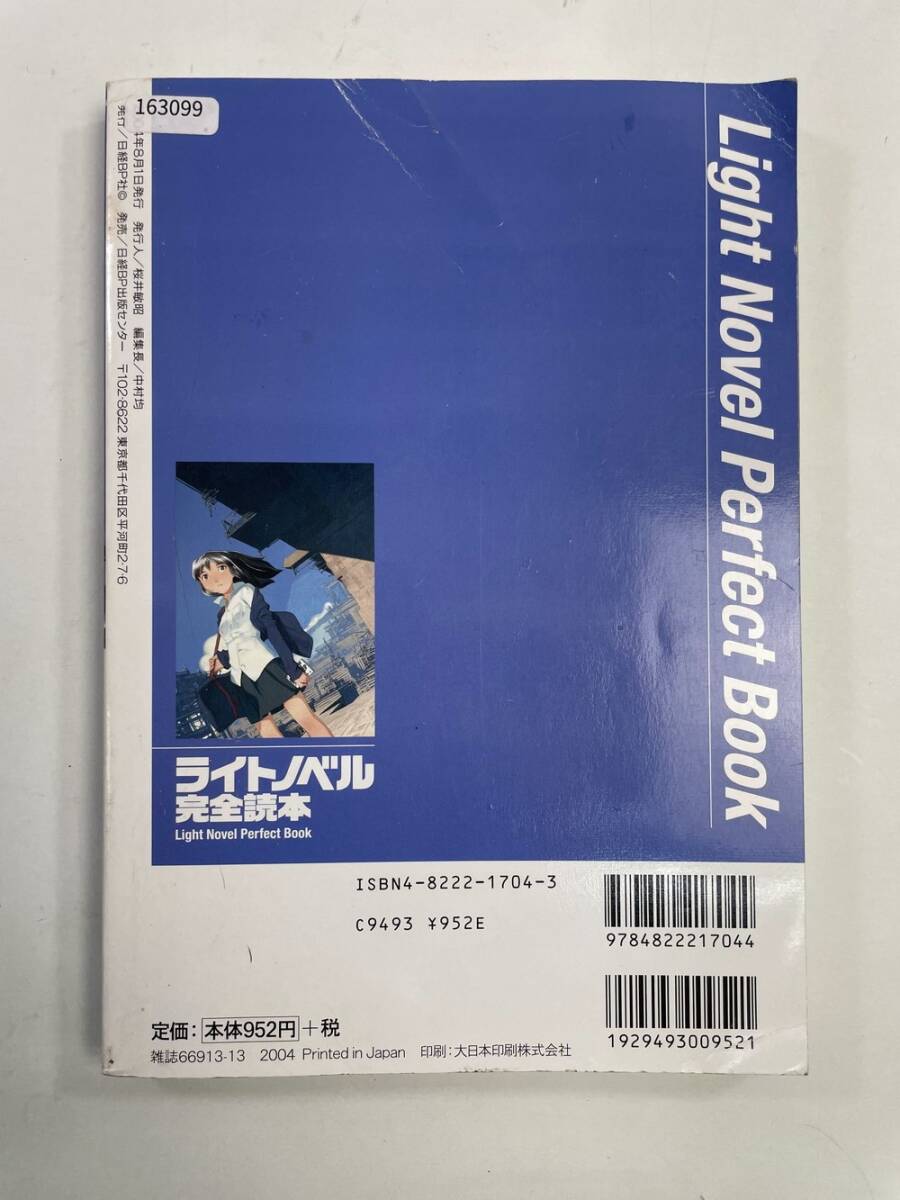 163099
4年8月1日発行 発行人/桜井敏昭 編集長/中村均
発行/日経BP社© 発売/日経BP出版センター 〒102-8622 東京都千代田区平河町2-7-6
Light Novel Perfect Book
ライトノベル
完全読本
Light Novel Perfect Book
ISBN4-8222-1704-3
C9493 ¥952E
9784822217044
1929493009521
定価：本体952円+税
雑誌66913-13 2004 Printed in Japan 印刷：大日本印刷株式会社